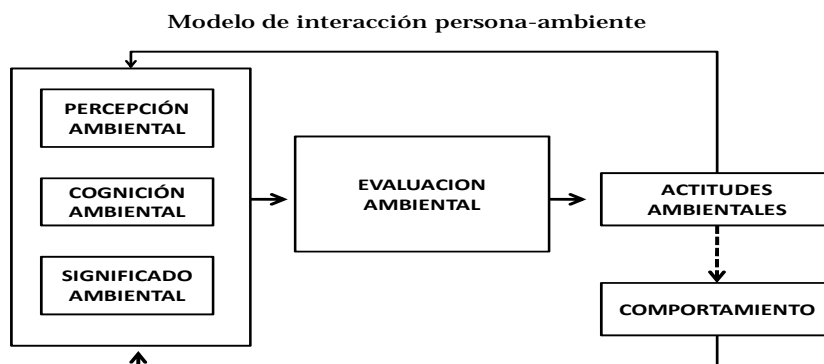 Modelo de interacción persona-ambiente
PERCEPCIÓN
AMBIENTAL
COGNICIÓN
AMBIENTAL
SIGNIFICADO
AMBIENTAL
EVALUACION
AMBIENTAL
ACTITUDES
AMBIENTALES
COMPORTAMIENTO